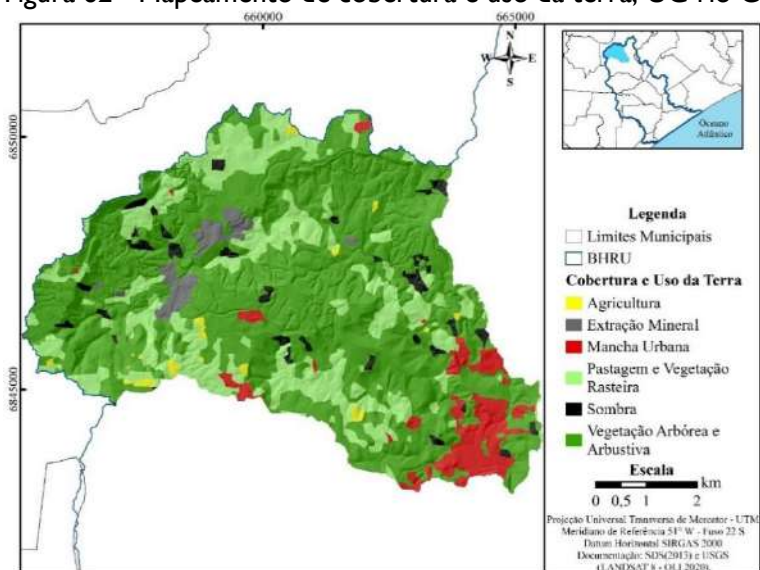 Figura 02 - Mapeamento de cobertura e uso da terra,
660000
665000
N
W E
S
6850000
6845000
Oceano
Atlântico
Legenda
Limites Municipais
BHRU
Cobertura e Uso da Terra
Agricultura
Extração Mineral
Mancha Urbana
Pastagem e Vegetação
Rasteira
Sombra
Vegetação Arbórea e
Arbustiva
Escala
km
0 0,5 1 2
Projeção Universal Transversa de Mercator - UTM
Meridiano de Referência 51° W - Fuso 22 S
Datum Horizontal SIRGAS 2000
Documentação: SDS(2013) e USGS
(LANDSAT 8 - OLI 2020).